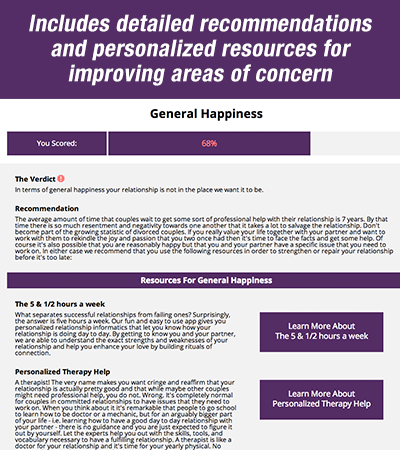 Includes detailed recommendations
and personalized resources for
improving areas of concern
General Happiness
You Scored:
68%
The Verdict
In terms of general happiness your relationship is not in the place we want it to be.
Recommendation
The average amount of time that couples wait to get some sort of professional help with their relationship is 7 years. By that
time there is so much resentment and negativity towards one another that it takes a lot to salvage the relationship. Don't
become part of the growing statistic of divorced couples. If you really value your life together with your partner and want to
work with them to rekindle the joy and passion that you two once had then it's time to face the facts and get some help. Of
course it's also possible that you are reasonably happy but that you and your partner have a specific issue that you need to
work on. In either case we recommend that you use the following resources in order to strengthen or repair your relationship
before it's too late:
Resources For General Happiness
The 5 & 1/2 hours a week
What separates successful relationships from failing ones? Surprisingly,
the answer is five hours a week. Our fun and easy to use app gives you
personalized relationship informatics that let you know how your
relationship is doing day to day. By getting to know you and your partner,
we are able to understand the exact strengths and weaknesses of your
relationship and help you enhance your love by building rituals of
connection.
Learn More About
The 5 & 1/2 hours a week
Personalized Therapy Help
A therapist! The very name makes you want cringe and reaffirm that your
relationship is actually pretty good and that while maybe other couples
might need professional help, you do not. Wrong. It's completely normal
for couples in committed relationships to have issues that they need to
work on. When you think about it it's remarkable that people to go school
to learn how to be doctor or a mechanic, but for an arguably bigger part
of your life - i.e. learning how to have a good day to day relationship with
your partner - there is no guidance and you are just expected to figure it
out by yourself. Let the experts help you out with the skills, tools, and
vocabulary necessary to have a fulfilling relationship. A therapist is like a
doctor for your relationship and it's time for your yearly physical. No
Learn More About
Personalized Therapy Help